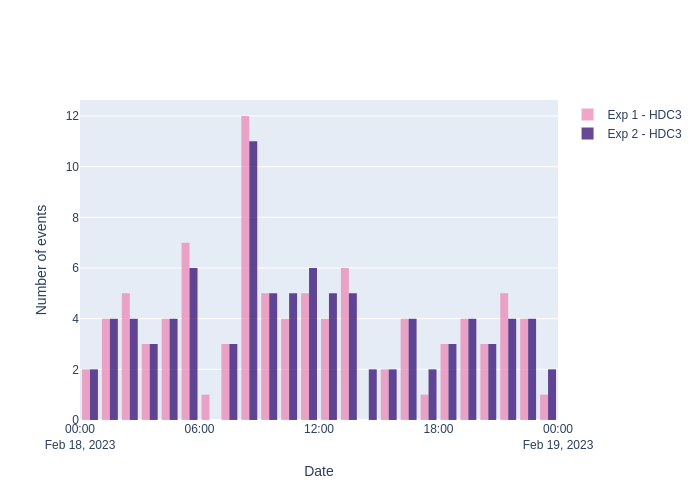 Exp 1 - HDC3
Exp 2 - HDC3
Number of events
12
10
8
6
4
2
0
00:00 06:00 12:00 18:00 00:00
Feb 18, 2023 Feb 19, 2023
Date